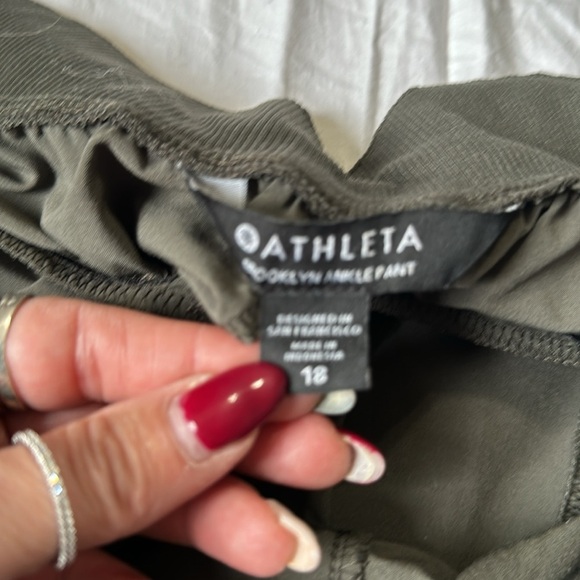 ATHLETA
BROOKLYN ANKLE PANT
DESIGNED IN
SAN FRANCISCO
MADE IN
INDONESIA
18